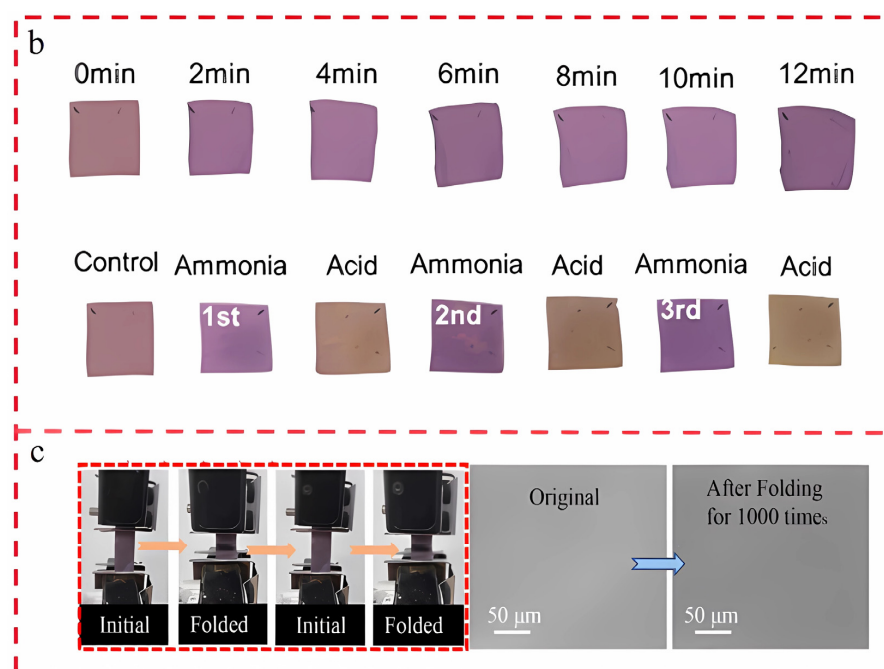 b
0min 2min 4min 6min 8min 10min 12min
Control Ammonia Acid Ammonia Acid Ammonia Acid
1st 2nd 3rd
c
Original
After Folding
for 1000 times
50 μm 50 μm
Initial Folded Initial Folded